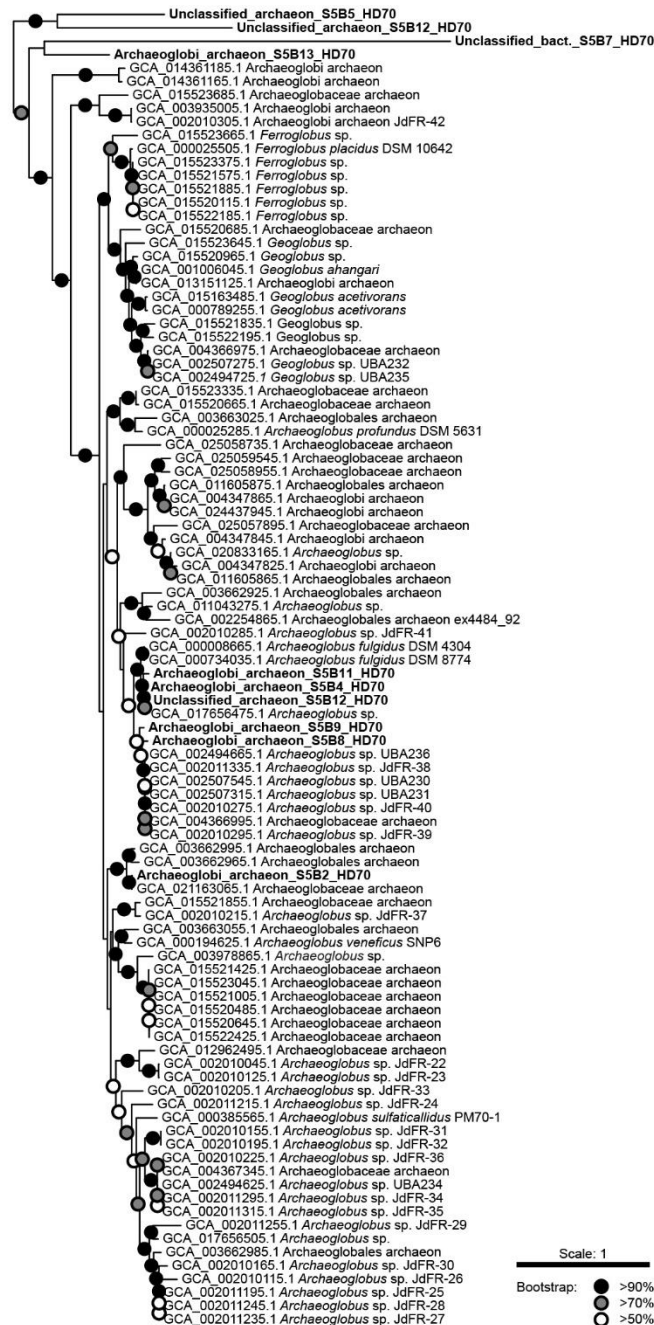 Unclassified_archaeon_S5B5_HD70
Unclassified_archaeon_S5B12_HD70
Unclassified_bact._S5B7_HD70
Archaeoglobi_archaeon_S5B13_HD70
GCA_014361185.1 Archaeoglobi archaeon
GCA_014361165.1 Archaeoglobi archaeon
GCA_015523685.1 Archaeoglobaceae archaeon
GCA_003935005.1 Archaeoglobi archaeon
GCA_002010305.1 Archaeoglobi archaeon JdFR-42
GCA_015523665.1 Ferroglobus sp.
GCA_000025505.1 Ferroglobus placidus DSM 10642
GCA_015523375.1 Ferroglobus sp.
GCA_015521575.1 Ferroglobus sp.
GCA_015521885.1 Ferroglobus sp.
GCA_015520115.1 Ferroglobus sp.
GCA_015522185.1 Ferroglobus sp.
GCA_015520685.1 Archaeoglobaceae archaeon
GCA_015523645.1 Geoglobus sp.
GCA_015520965.1 Geoglobus sp.
GCA_001006045.1 Geoglobus ahangari
GCA_013151125.1 Archaeoglobi archaeon
GCA_015163485.1 Geoglobus acetivorans
GCA_000789255.1 Geoglobus acetivorans
GCA_015521835.1 Geoglobus sp.
GCA_015522195.1 Geoglobus sp.
GCA_004366975.1 Archaeoglobaceae archaeon
GCA_002507275.1 Geoglobus sp. UBA232
GCA_002494725.1 Geoglobus sp. UBA235
GCA_015523335.1 Archaeoglobaceae archaeon
GCA_015520665.1 Archaeoglobaceae archaeon
GCA_003663025.1 Archaeoglobales archaeon
GCA_000025285.1 Archaeoglobus profundus DSM 5631
GCA_025058735.1 Archaeoglobaceae archaeon
GCA_025059545.1 Archaeoglobaceae archaeon
GCA_025058955.1 Archaeoglobaceae archaeon
GCA_011605875.1 Archaeoglobales archaeon
GCA_004347865.1 Archaeoglobi archaeon
GCA_024437945.1 Archaeoglobi archaeon
GCA_025057895.1 Archaeoglobaceae archaeon
GCA_004347845.1 Archaeoglobi archaeon
GCA_020833165.1 Archaeoglobus sp.
GCA_004347825.1 Archaeoglobi archaeon
GCA_011605865.1 Archaeoglobales archaeon
GCA_003662925.1 Archaeoglobales archaeon
GCA_011043275.1 Archaeoglobus sp.
GCA_002254865.1 Archaeoglobales archaeon ex4484_92
GCA_002010285.1 Archaeoglobus sp. JdFR-41
GCA_000008665.1 Archaeoglobus fulgidus DSM 4304
GCA_000734035.1 Archaeoglobus fulgidus DSM 8774
Archaeoglobi_archaeon_S5B11_HD70
Archaeoglobi_archaeon_S5B4_HD70
Unclassified_archaeon_S5B12_HD70
GCA_017656475.1 Archaeoglobus sp.
Archaeoglobi_archaeon_S5B9_HD70
Archaeoglobi_archaeon_S5B8_HD70
GCA_002494665.1 Archaeoglobus sp. UBA236
GCA_002011335.1 Archaeoglobus sp. JdFR-38
GCA_002507545.1 Archaeoglobus sp. UBA230
GCA_002507315.1 Archaeoglobus sp. UBA231
GCA_002010275.1 Archaeoglobus sp. JdFR-40
GCA_004366995.1 Archaeoglobaceae archaeon
GCA_002010295.1 Archaeoglobus sp. JdFR-39
GCA_003662995.1 Archaeoglobales archaeon
GCA_003662965.1 Archaeoglobales archaeon
Archaeoglobi_archaeon_S5B2_HD70
GCA_021163065.1 Archaeoglobaceae archaeon
GCA_015521855.1 Archaeoglobaceae archaeon
GCA_002010215.1 Archaeoglobus sp. JdFR-37
GCA_003663055.1 Archaeoglobales archaeon
GCA_000194625.1 Archaeoglobus veneficus SNP6
GCA_003978865.1 Archaeoglobus sp.
GCA_015521425.1 Archaeoglobaceae archaeon
GCA_015523045.1 Archaeoglobaceae archaeon
GCA_015521005.1 Archaeoglobaceae archaeon
GCA_015520485.1 Archaeoglobaceae archaeon
GCA_015520645.1 Archaeoglobaceae archaeon
GCA_015522425.1 Archaeoglobaceae archaeon
GCA_012962495.1 Archaeoglobaceae archaeon
GCA_002010045.1 Archaeoglobus sp. JdFR-22
GCA_002010125.1 Archaeoglobus sp. JdFR-23
GCA_002010205.1 Archaeoglobus sp. JdFR-33
GCA_002011215.1 Archaeoglobus sp. JdFR-24
GCA_000385565.1 Archaeoglobus sulfaticallidus PM70-1
GCA_002010155.1 Archaeoglobus sp. JdFR-31
GCA_002010195.1 Archaeoglobus sp. JdFR-32
GCA_002010225.1 Archaeoglobus sp. JdFR-36
GCA_004367345.1 Archaeoglobaceae archaeon
GCA_002494625.1 Archaeoglobus sp. UBA234
GCA_002011295.1 Archaeoglobus sp. JdFR-34
GCA_002011315.1 Archaeoglobus sp. JdFR-35
GCA_002011255.1 Archaeoglobus sp. JdFR-29
GCA_017656505.1 Archaeoglobus sp.
GCA_003662985.1 Archaeoglobales archaeon
GCA_002010165.1 Archaeoglobus sp. JdFR-30
GCA_002010115.1 Archaeoglobus sp. JdFR-26
GCA_002011195.1 Archaeoglobus sp. JdFR-25
GCA_002011245.1 Archaeoglobus sp. JdFR-28
GCA_002011235.1 Archaeoglobus sp. JdFR-27
Scale: 1
Bootstrap: >90%
>70%
>50%